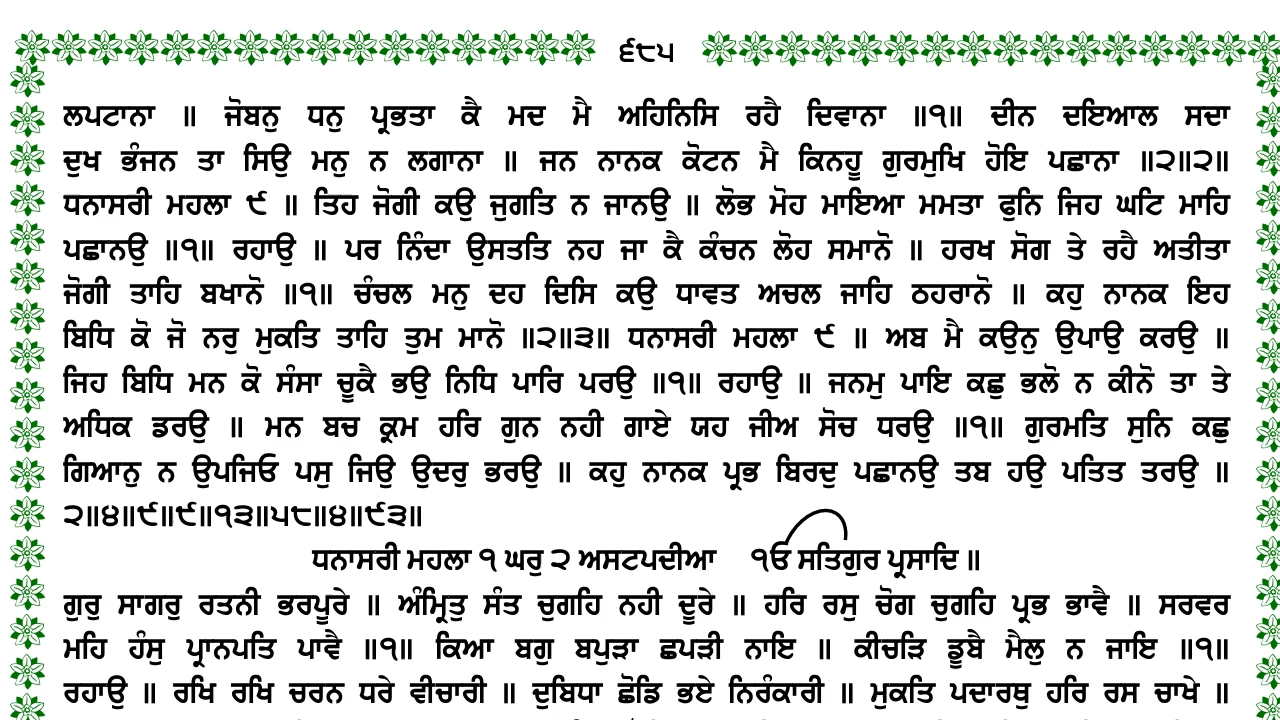 ੬੮੫
ਲਪਟਾਨਾ ॥ ਜੋਬਨੁ ਧਨੁ ਪ੍ਰਭਤਾ ਕੈ ਮਦ ਮੈ ਅਹਿਨਿਸਿ ਰਹੈ ਦਿਵਾਨਾ ॥੧॥ ਦੀਨ ਦਇਆਲ ਸਦਾ
ਦੁਖ ਭੰਜਨ ਤਾ ਸਿਉ ਮਨੁ ਨ ਲਗਾਨਾ ॥ ਜਨ ਨਾਨਕ ਕੋਟਨ ਮੈ ਕਿਨਹੂ ਗੁਰਮੁਖਿ ਹੋਇ ਪਛਾਨਾ ॥੨॥੨॥
ਧਨਾਸਰੀ ਮਹਲਾ ੯ ॥ ਤਿਹ ਜੋਗੀ ਕਉ ਜੁਗਤਿ ਨ ਜਾਨਉ ॥ ਲੋਭ ਮੋਹ ਮਾਇਆ ਮਮਤਾ ਫੁਨਿ ਜਿਹ ਘਟਿ ਮਾਹਿ
ਪਛਾਨਉ ॥੧॥ ਰਹਾਉ ॥ ਪਰ ਨਿੰਦਾ ਉਸਤਤਿ ਨਹ ਜਾ ਕੈ ਕੰਚਨ ਲੋਹ ਸਮਾਨੋ ॥ ਹਰਖ ਸੋਗ ਤੇ ਰਹੈ ਅਤੀਤਾ
ਜੋਗੀ ਤਾਹਿ ਬਖਾਨੋ ॥੧॥ ਚੰਚਲ ਮਨੁ ਦਹ ਦਿਸਿ ਕਉ ਧਾਵਤ ਅਚਲ ਜਾਹਿ ਠਹਰਾਨੋ ॥ ਕਹੁ ਨਾਨਕ ਇਹ
ਬਿਧਿ ਕੋ ਜੋ ਨਰੁ ਮੁਕਤਿ ਤਾਹਿ ਤੁਮ ਮਾਨੋ ॥੨॥੩॥ ਧਨਾਸਰੀ ਮਹਲਾ ੯ ॥ ਅਬ ਮੈ ਕਉਨੁ ਉਪਾਉ ਕਰਉ ॥
ਜਿਹ ਬਿਧਿ ਮਨ ਕੋ ਸੰਸਾ ਚੂਕੈ ਭਉ ਨਿਧਿ ਪਾਰਿ ਪਰਉ ॥੧॥ ਰਹਾਉ ॥ ਜਨਮੁ ਪਾਇ ਕਛੁ ਭਲੋ ਨ ਕੀਨੋ ਤਾ ਤੇ
ਅਧਿਕ ਡਰਉ ॥ ਮਨ ਬਚ ਕ੍ਰਮ ਹਰਿ ਗੁਨ ਨਹੀ ਗਾਏ ਯਹ ਜੀਅ ਸੋਚ ਧਰਉ ॥੧॥ ਗੁਰਮਤਿ ਸੁਨਿ ਕਛੁ
ਗਿਆਨੁ ਨ ਉਪਜਿਓ ਪਸੁ ਜਿਉ ਉਦਰੁ ਭਰਉ ॥ ਕਹੁ ਨਾਨਕ ਪ੍ਰਭ ਬਿਰਦੁ ਪਛਾਨਉ ਤਬ ਹਉ ਪਤਿਤ ਤਰਉ ॥
੨॥੪॥੯॥੯॥੧੩॥੫੮॥੪॥੯੩॥
ਧਨਾਸਰੀ ਮਹਲਾ ੧ ਘਰੁ ੨ ਅਸਟਪਦੀਆ ੴ ਸਤਿਗੁਰ ਪ੍ਰਸਾਦਿ ॥
ਗੁਰੁ ਸਾਗਰੁ ਰਤਨੀ ਭਰਪੂਰੇ ॥ ਅੰਮ੍ਰਿਤੁ ਸੰਤ ਚੁਗਹਿ ਨਹੀ ਦੂਰੇ ॥ ਹਰਿ ਰਸੁ ਚੋਗ ਚੁਗਹਿ ਪ੍ਰਭ ਭਾਵੈ ॥ ਸਰਵਰ
ਮਹਿ ਹੰਸੁ ਪ੍ਰਾਨਪਤਿ ਪਾਵੈ ॥੧॥ ਕਿਆ ਬਗੁ ਬਪੁੜਾ ਛਪੜੀ ਨਾਇ ॥ ਕੀਚੜਿ ਡੂਬੈ ਮੈਲੁ ਨ ਜਾਇ ॥੧॥
ਰਹਾਉ ॥ ਰਖਿ ਰਖਿ ਚਰਨ ਧਰੇ ਵੀਚਾਰੀ ॥ ਦੁਬਿਧਾ ਛੋਡਿ ਭਏ ਨਿਰੰਕਾਰੀ ॥ ਮੁਕਤਿ ਪਦਾਰਥੁ ਹਰਿ ਰਸ ਚਾਖੇ ॥